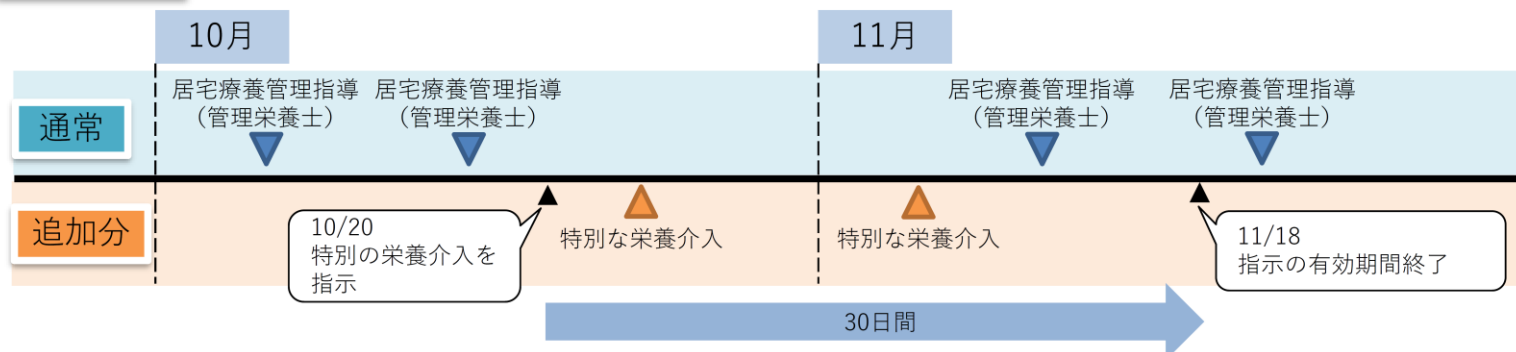 10月
11月
居宅療養管理指導
（管理栄養士）
居宅療養管理指導
（管理栄養士）
居宅療養管理指導
（管理栄養士）
居宅療養管理指導
（管理栄養士）
通常
追加分
10/20
特別の栄養介入を
指示
特別な栄養介入
特別な栄養介入
11/18
指示の有効期間終了
30日間